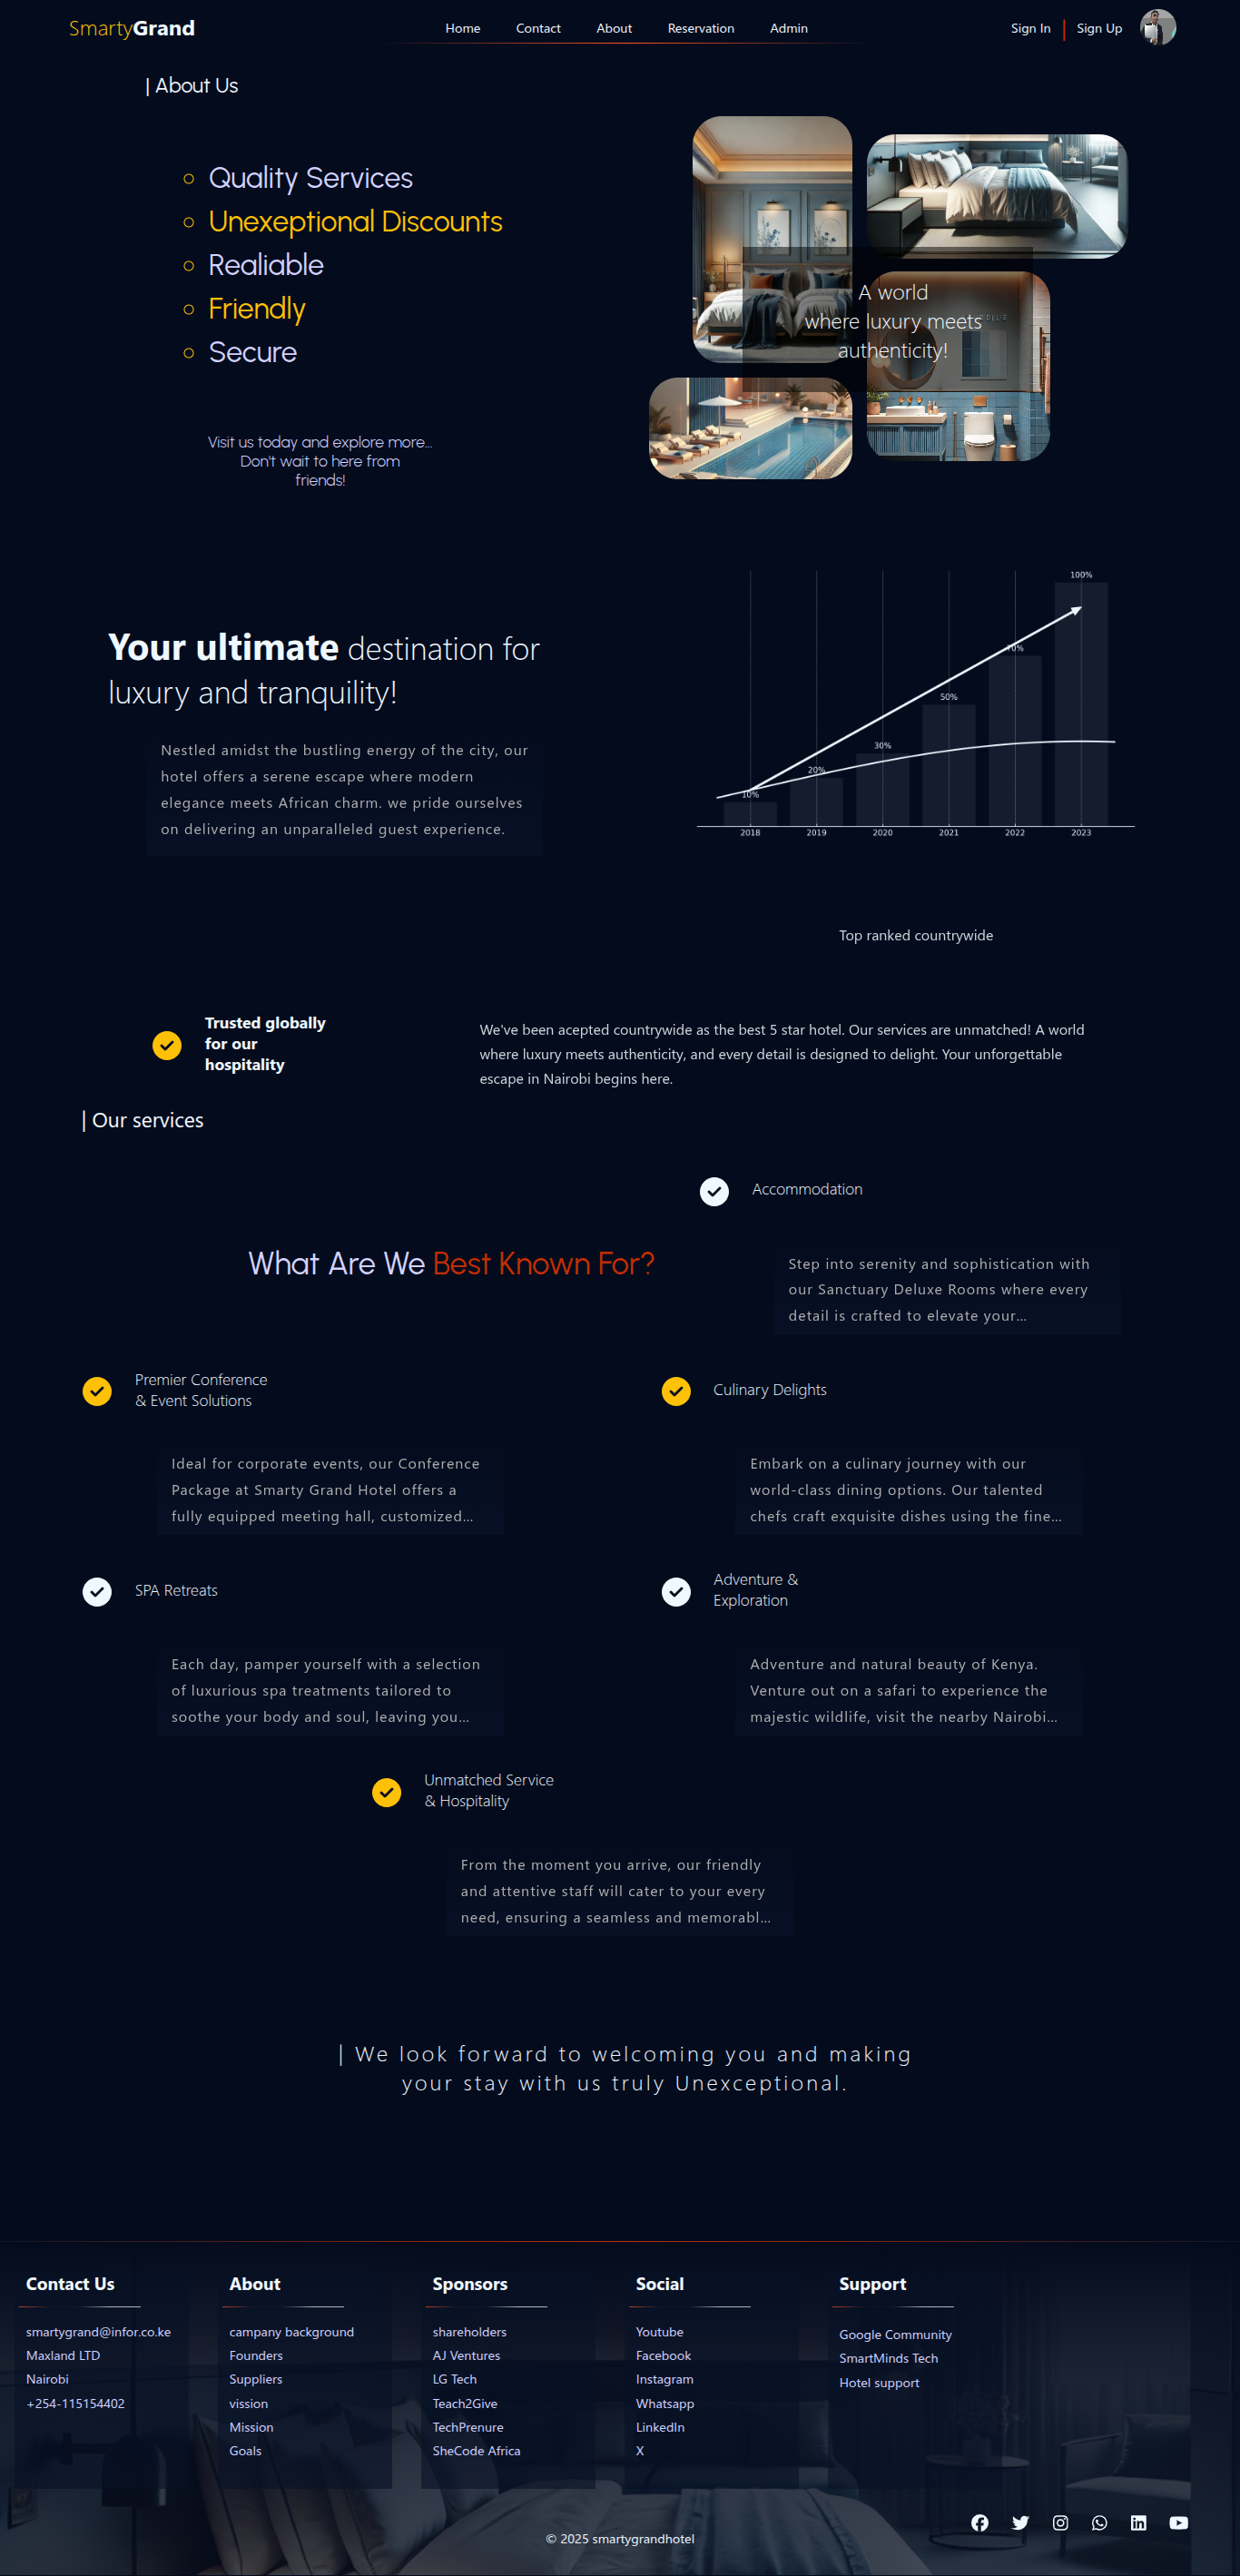 SmartyGrand
Home Contact About Reservation Admin
Sign In Sign Up
| About Us
Quality Services
Unexeptional Discounts
Realiable
Friendly
Secure
Visit us today and explore more...
Don't wait to here from
friends!
A world
where luxury meets
authenticity!
Your ultimate destination for
luxury and tranquility!
Nestled amidst the bustling energy of the city, our
hotel offers a serene escape where modern
elegance meets African charm. we pride ourselves
on delivering an unparalleled guest experience.
10% 20% 30% 50% 70% 100%
2018 2019 2020 2021 2022 2023
Top ranked countrywide
Trusted globally
for our
hospitality
We've been acepted countrywide as the best 5 star hotel. Our services are unmatched! A world
where luxury meets authenticity, and every detail is designed to delight. Your unforgettable
escape in Nairobi begins here.
| Our services
What Are We Best Known For?
Accommodation
Step into serenity and sophistication with
our Sanctuary Deluxe Rooms where every
detail is crafted to elevate your...
Premier Conference
& Event Solutions
Ideal for corporate events, our Conference
Package at Smarty Grand Hotel offers a
fully equipped meeting hall, customized...
Culinary Delights
Embark on a culinary journey with our
world-class dining options. Our talented
chefs craft exquisite dishes using the fine...
SPA Retreats
Each day, pamper yourself with a selection
of luxurious spa treatments tailored to
soothe your body and soul, leaving you...
Adventure &
Exploration
Adventure and natural beauty of Kenya.
Venture out on a safari to experience the
majestic wildlife, visit the nearby Nairobi...
Unmatched Service
& Hospitality
From the moment you arrive, our friendly
and attentive staff will cater to your every
need, ensuring a seamless and memorabl...
| We look forward to welcoming you and making
your stay with us truly Unexceptional.
Contact Us
smartygrand@infor.co.ke
Maxland LTD
Nairobi
+254-115154402
About
campany background
Founders
Suppliers
vission
Mission
Goals
Sponsors
shareholders
AJ Ventures
LG Tech
Teach2Give
TechPrenure
SheCode Africa
Social
Youtube
Facebook
Instagram
Whatsapp
LinkedIn
X
Support
Google Community
SmartMinds Tech
Hotel support
© 2025 smartygrandhotel